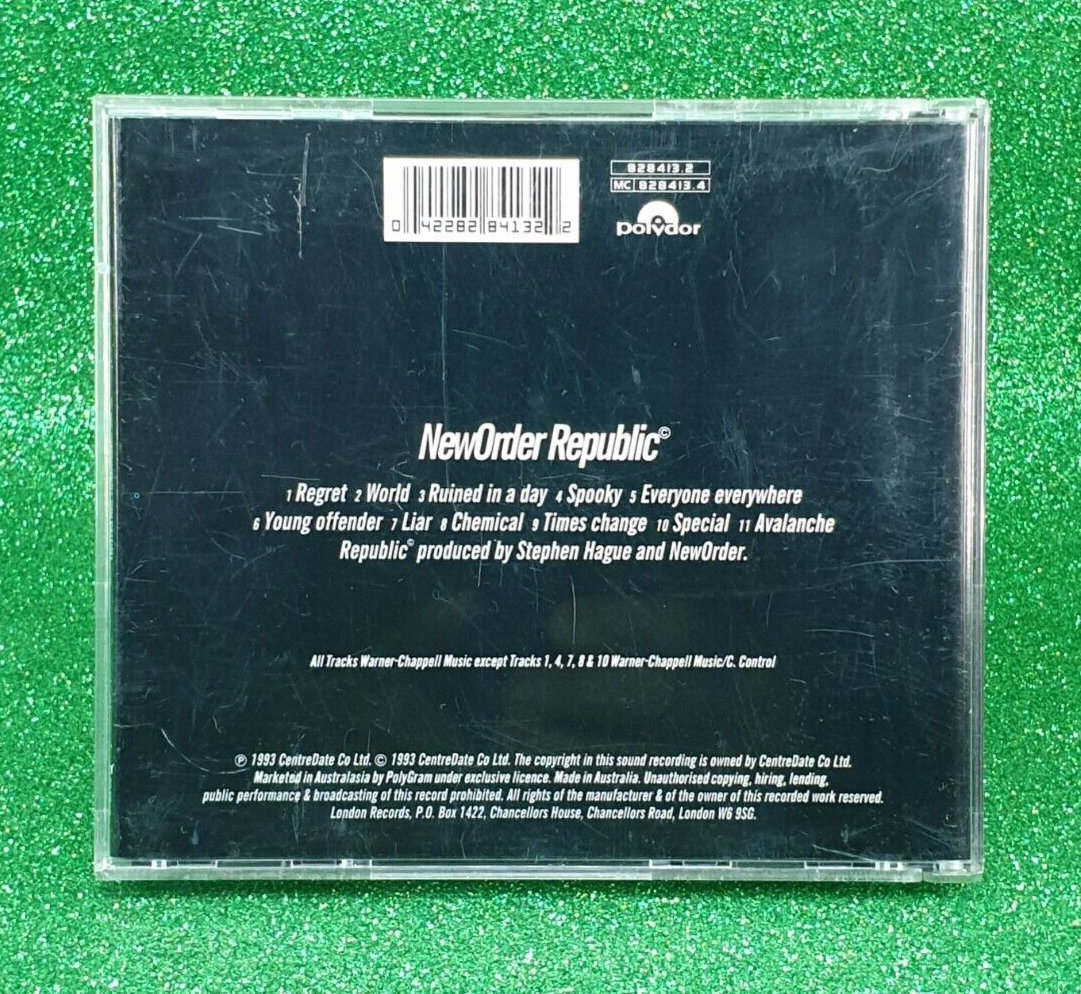 828413.2
MC 828413.4
0 42282 84132 2
polydor
NewOrder Republic©
1 Regret 2 World 3 Ruined in a day 4 Spooky 5 Everyone everywhere
6 Young offender 7 Liar 8 Chemical 9 Times change 10 Special 11 Avalanche
Republic© produced by Stephen Hague and NewOrder.
All Tracks Warner-Chappell Music except Tracks 1, 4, 7, 8 & 10 Warner-Chappell Music/C. Control
℗ 1993 CentreDate Co Ltd. © 1993 CentreDate Co Ltd. The copyright in this sound recording is owned by CentreDate Co Ltd.
Marketed in Australasia by PolyGram under exclusive licence. Made in Australia. Unauthorised copying, hiring, lending,
public performance & broadcasting of this record prohibited. All rights of the manufacturer & of the owner of this recorded work reserved.
London Records, P.O. Box 1422, Chancellors House, Chancellors Road, London W6 9SG.